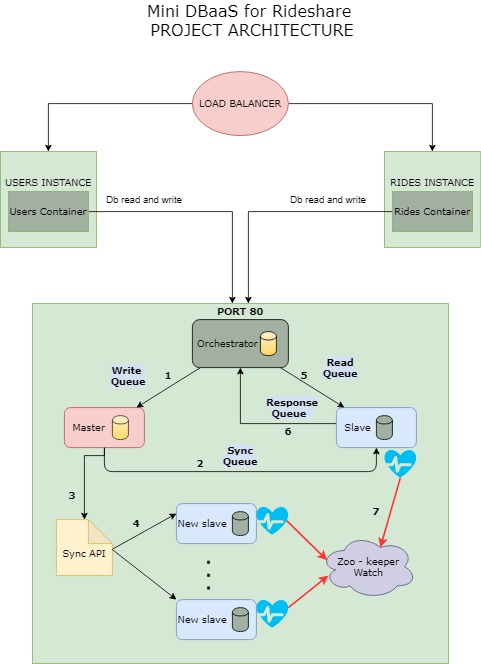 Mini DBaaS for Rideshare
PROJECT ARCHITECTURE
LOAD BALANCER
USERS INSTANCE
Users Container
RIDES INSTANCE
Rides Container
Db read and write
Db read and write
PORT 80
Orchestrator
Write
Queue
1
5
Read
Queue
Response
Queue
6
Master
Slave
2
Sync
Queue
3
7
4
Sync API
New slave
Zoo - keeper
Watch
New slave